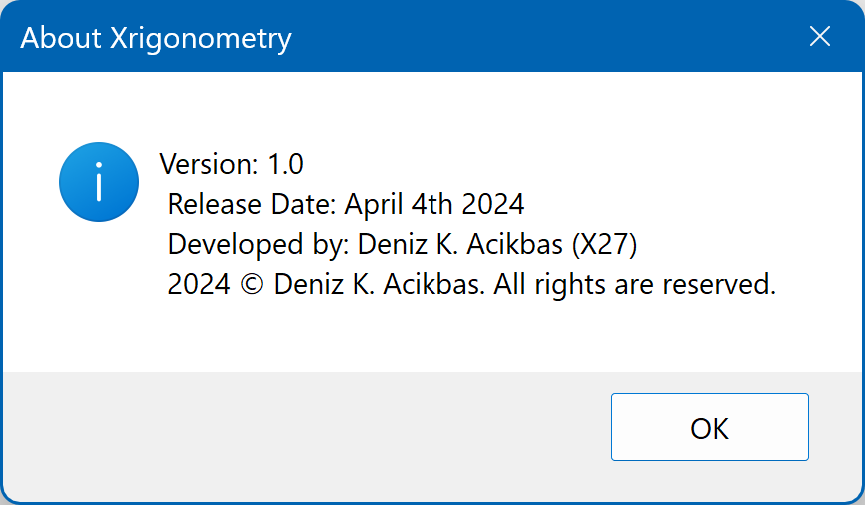 About Xrigonometry
Version: 1.0
Release Date: April 4th 2024
Developed by: Deniz K. Acikbas (X27)
2024 © Deniz K. Acikbas. All rights are reserved.
OK